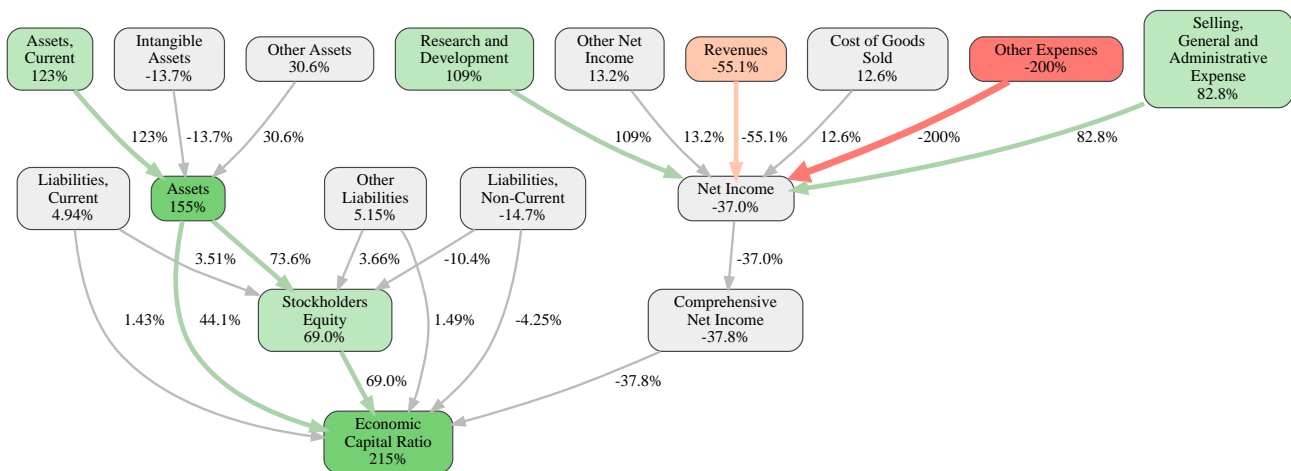 Assets,
Current
123%
Intangible
Assets
-13.7%
Other Assets
30.6%
Research and
Development
109%
Other Net
Income
13.2%
Revenues
-55.1%
Cost of Goods
Sold
12.6%
Other Expenses
-200%
Selling,
General and
Administrative
Expense
82.8%
123%
-13.7%
30.6%
109%
13.2%
-55.1%
12.6%
-200%
82.8%
Liabilities,
Current
4.94%
Assets
155%
Other
Liabilities
5.15%
Liabilities,
Non-Current
-14.7%
Net Income
-37.0%
3.51%
73.6%
3.66%
-10.4%
-37.0%
Stockholders
Equity
69.0%
Comprehensive
Net Income
-37.8%
1.43%
44.1%
1.49%
-4.25%
69.0%
-37.8%
Economic
Capital Ratio
215%